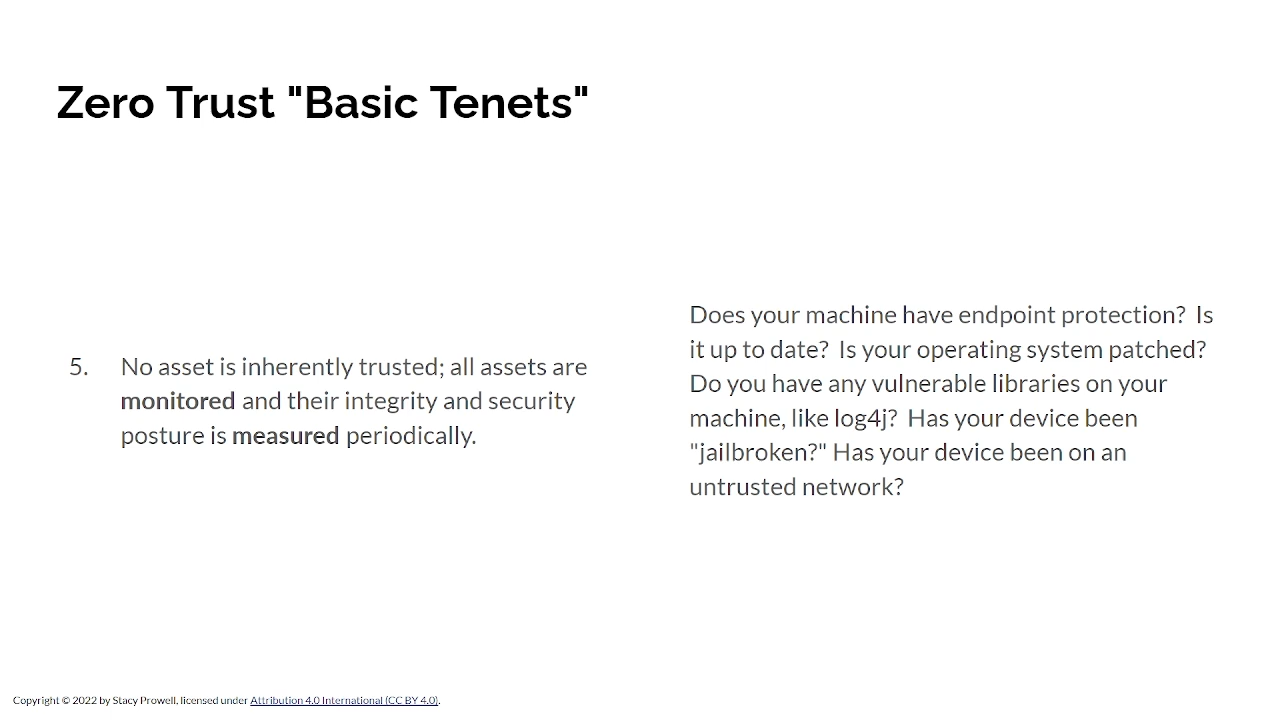 Zero Trust "Basic Tenets"
5. No asset is inherently trusted; all assets are
monitored and their integrity and security
posture is measured periodically.
Does your machine have endpoint protection?  Is
it up to date?  Is your operating system patched?
Do you have any vulnerable libraries on your
machine, like log4j?  Has your device been
"jailbroken?" Has your device been on an
untrusted network?
Copyright © 2022 by Stacy Prowell, licensed under Attribution 4.0 International (CC BY 4.0).